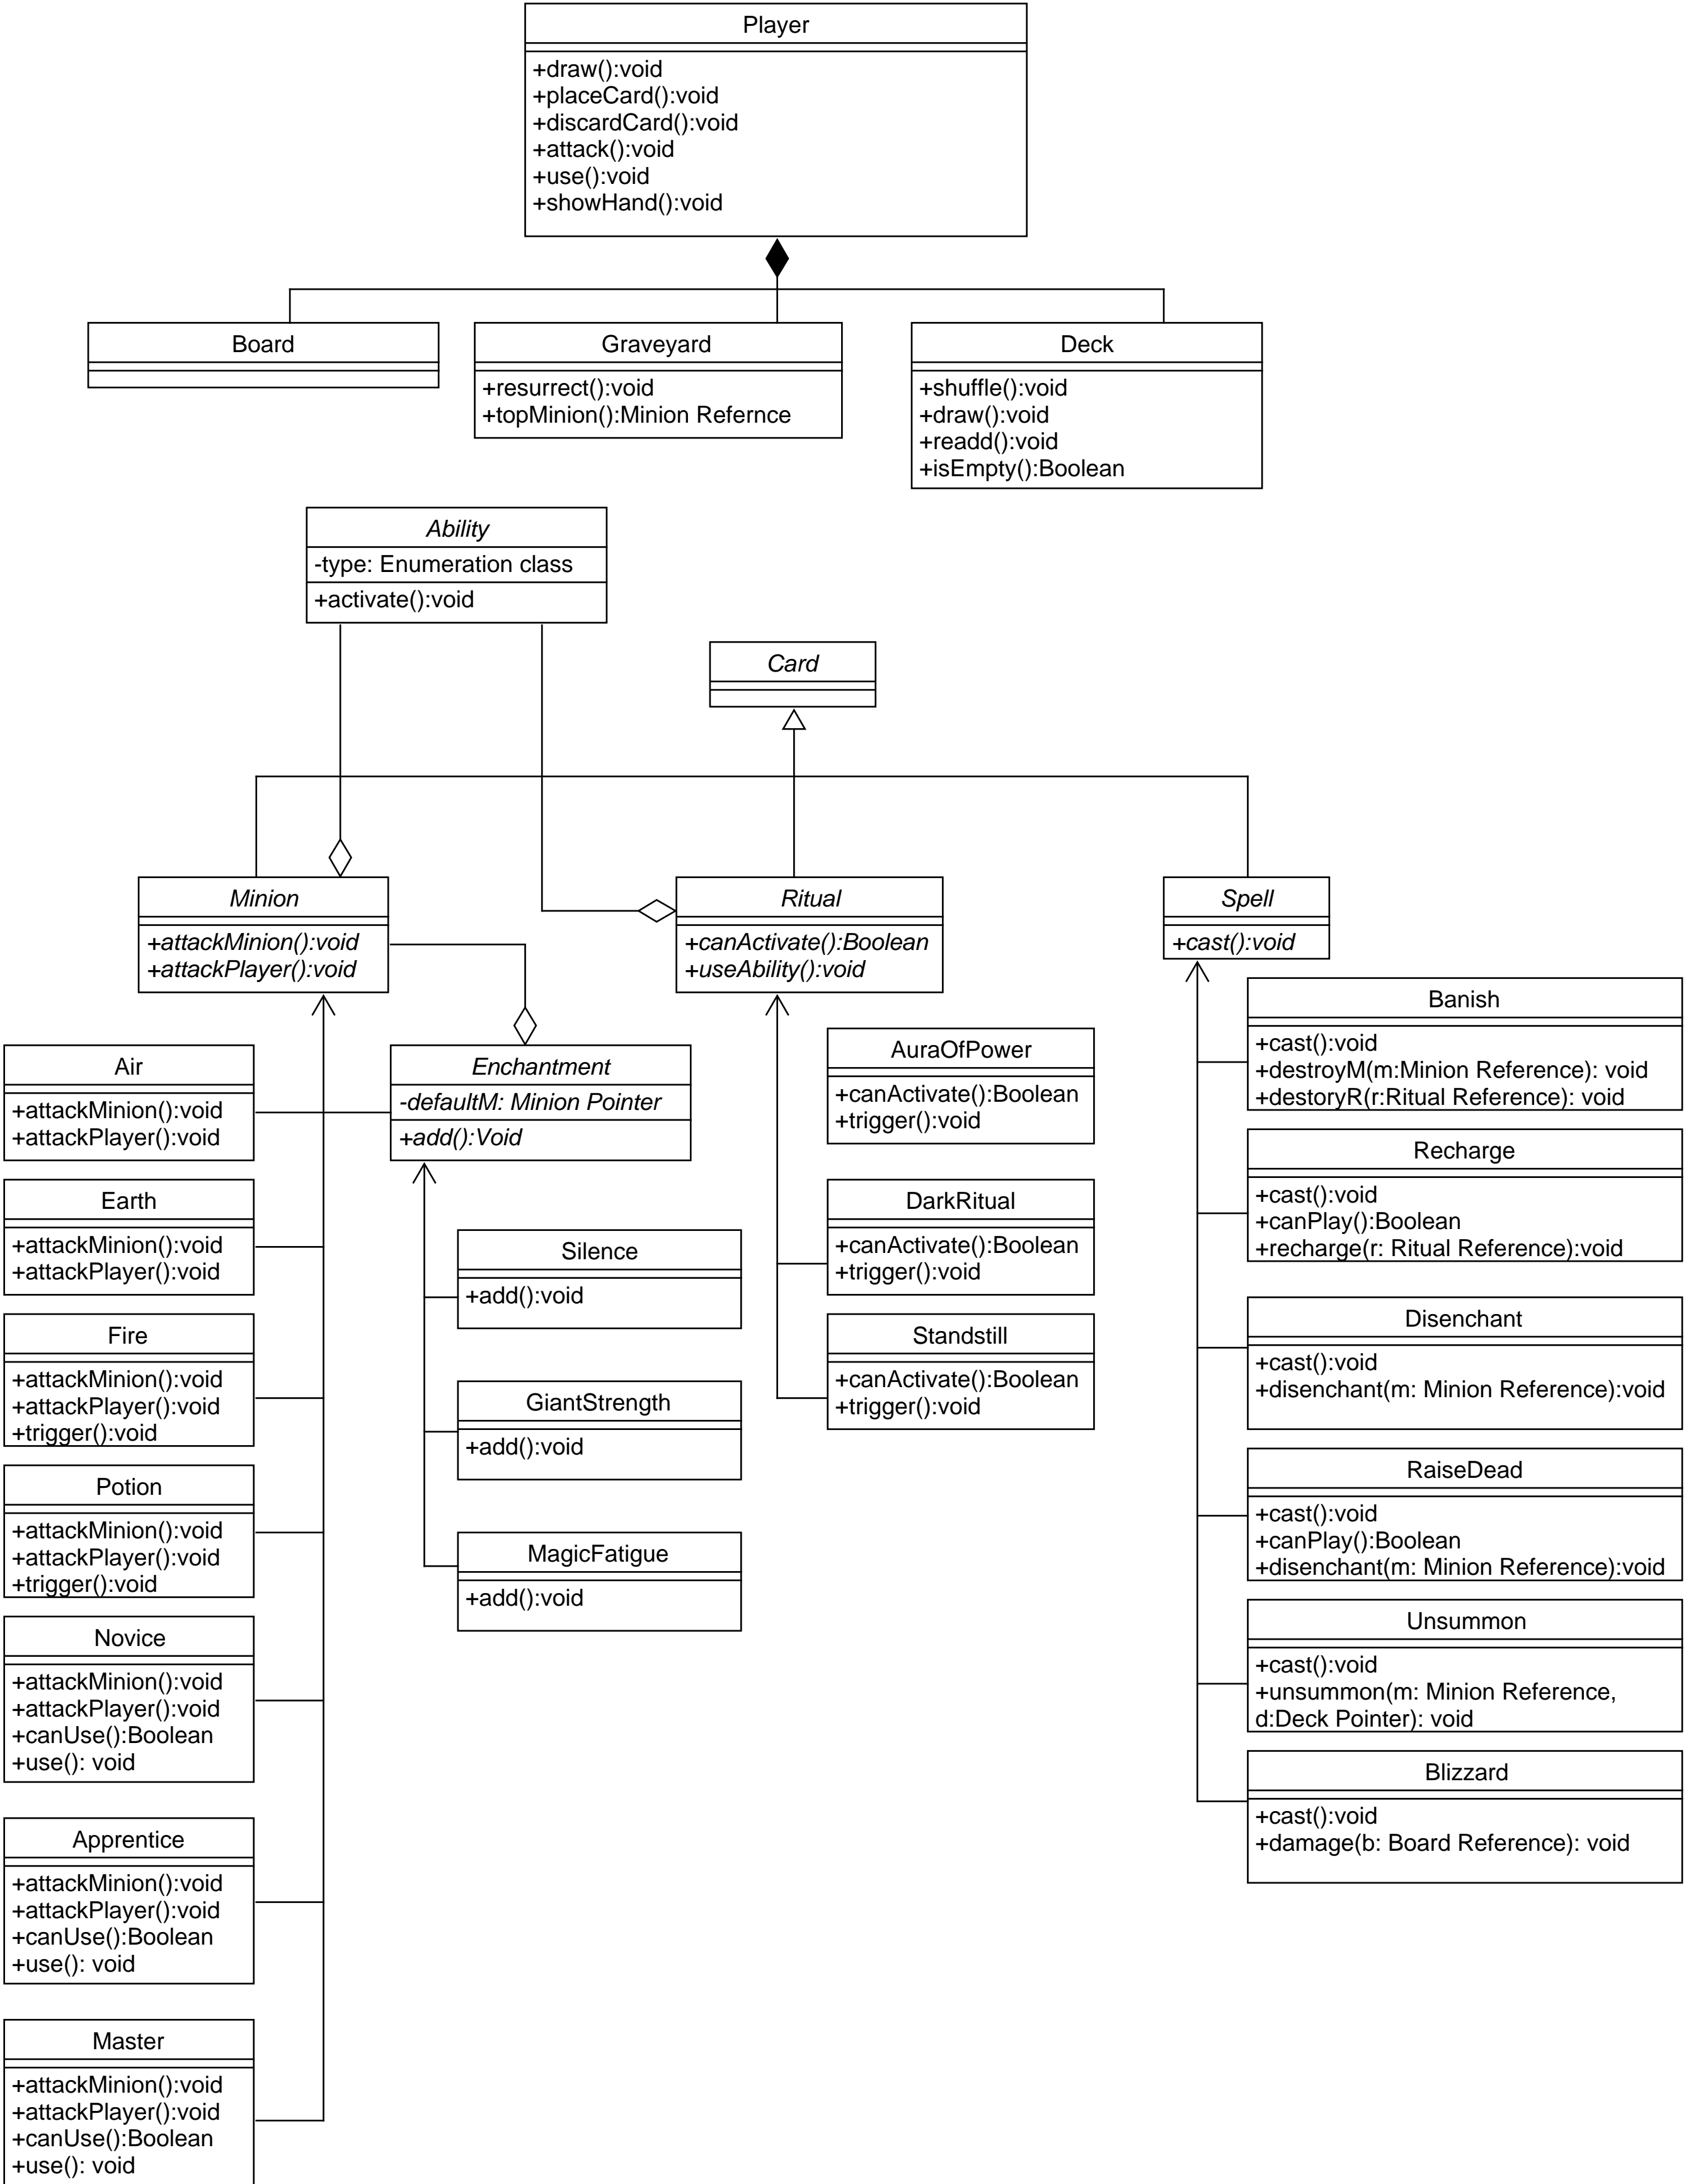 Player
+draw():void
+placeCard():void
+discardCard():void
+attack():void
+use():void
+showHand():void
Board
Graveyard
+resurrect():void
+topMinion():Minion Refernce
Deck
+shuffle():void
+draw():void
+readd():void
+isEmpty():Boolean
Ability
-type: Enumeration class
+activate():void
Card
Minion
+attackMinion():void
+attackPlayer():void
Ritual
+canActivate():Boolean
+useAbility():void
Spell
+cast():void
Air
+attackMinion():void
+attackPlayer():void
Earth
+attackMinion():void
+attackPlayer():void
Fire
+attackMinion():void
+attackPlayer():void
+trigger():void
Potion
+attackMinion():void
+attackPlayer():void
+trigger():void
Novice
+attackMinion():void
+attackPlayer():void
+canUse():Boolean
+use(): void
Apprentice
+attackMinion():void
+attackPlayer():void
+canUse():Boolean
+use(): void
Master
+attackMinion():void
+attackPlayer():void
+canUse():Boolean
+use(): void
Enchantment
-defaultM: Minion Pointer
+add():Void
Silence
+add():void
GiantStrength
+add():void
MagicFatigue
+add():void
AuraOfPower
+canActivate():Boolean
+trigger():void
DarkRitual
+canActivate():Boolean
+trigger():void
Standstill
+canActivate():Boolean
+trigger():void
Banish
+cast():void
+destroyM(m:Minion Reference): void
+destoryR(r:Ritual Reference): void
Recharge
+cast():void
+canPlay():Boolean
+recharge(r: Ritual Reference):void
Disenchant
+cast():void
+disenchant(m: Minion Reference):void
RaiseDead
+cast():void
+canPlay():Boolean
+disenchant(m: Minion Reference):void
Unsummon
+cast():void
+unsummon(m: Minion Reference,
d:Deck Pointer): void
Blizzard
+cast():void
+damage(b: Board Reference): void